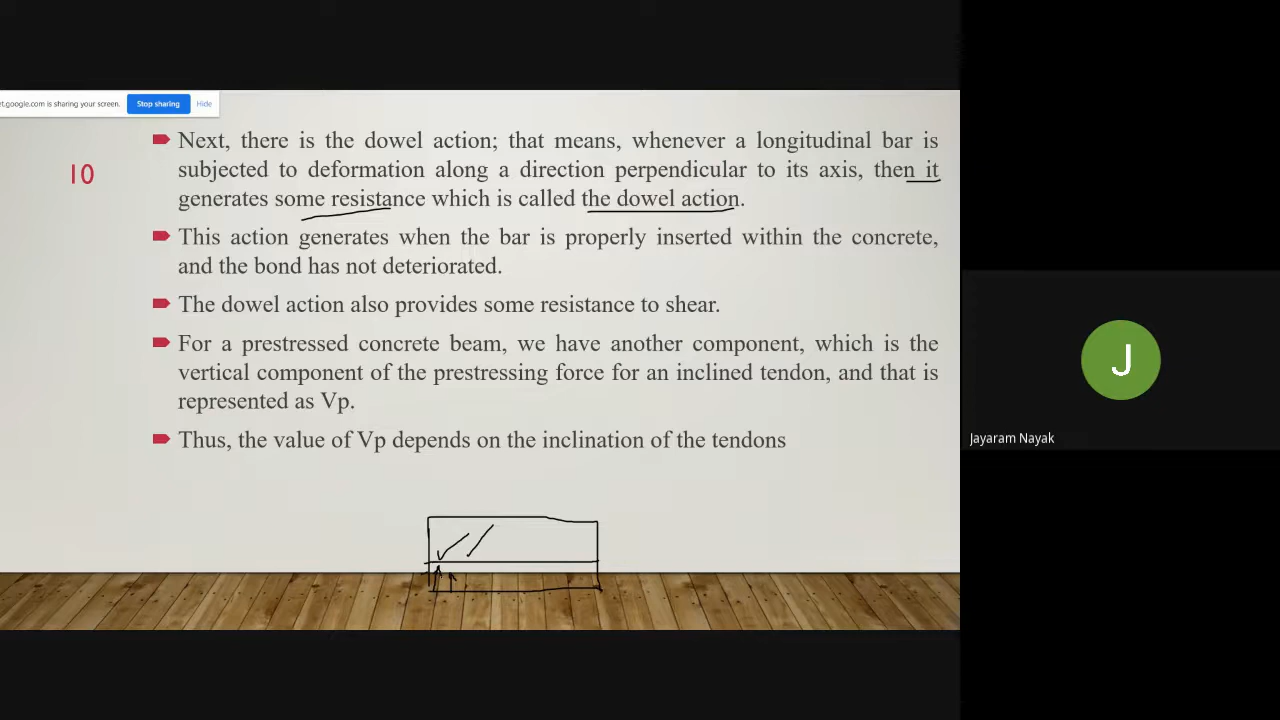 et.google.com is sharing your screen. Stop sharing Hide
10
Next, there is the dowel action; that means, whenever a longitudinal bar is
subjected to deformation along a direction perpendicular to its axis, then it
generates some resistance which is called the dowel action.
This action generates when the bar is properly inserted within the concrete,
and the bond has not deteriorated.
The dowel action also provides some resistance to shear.
For a prestressed concrete beam, we have another component, which is the
vertical component of the prestressing force for an inclined tendon, and that is
represented as Vp.
Thus, the value of Vp depends on the inclination of the tendons
J
Jayaram Nayak